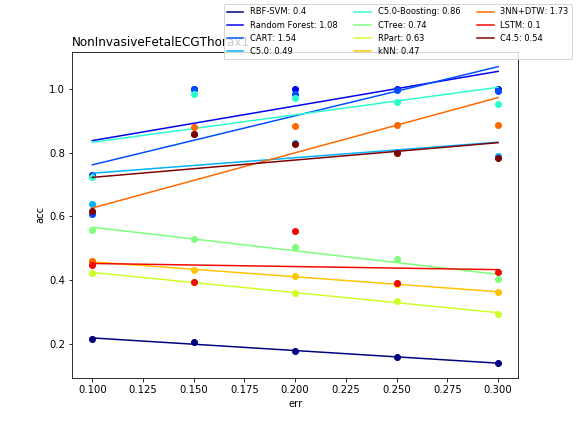 RBF-SVM: 0.4
Random Forest: 1.08
CART: 1.54
C5.0: 0.49
C5.0-Boosting: 0.86
CTree: 0.74
RPart: 0.63
kNN: 0.47
3NN+DTW: 1.73
LSTM: 0.1
C4.5: 0.54
NonInvasiveFetalECGThorax1
acc
1.0
0.8
0.6
0.4
0.2
0.100 0.125 0.150 0.175 0.200 0.225 0.250 0.275 0.300
err